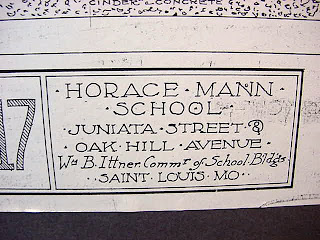 CINDER CONCRETE
17
HORACE · MANN
· SCHOOL ·
· JUNIATA · STREET · &
· OAK · HILL · AVENUE ·
Wm B. Ittner. Commr of School Bldgs
· · SAINT · LOUIS · MO · ·